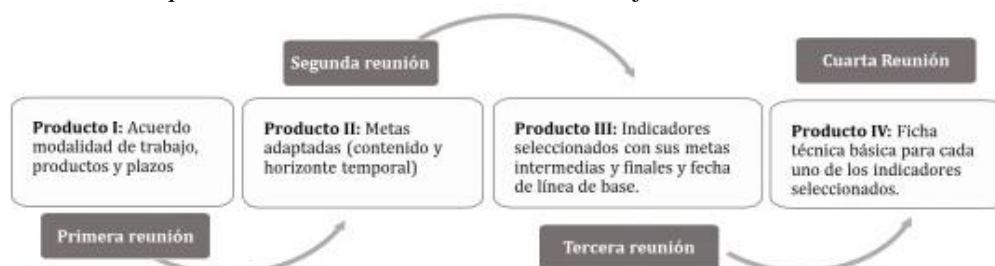 Segunda reunión
Cuarta Reunión
Producto I: Acuerdo
modalidad de trabajo,
productos y plazos
Producto II: Metas
adaptadas (contenido y
horizonte temporal)
Producto III: Indicadores
seleccionados con sus metas
intermedias y finales y fecha
de línea de base.
Producto IV: Ficha
técnica básica para cada
uno de los indicadores
seleccionados.
Primera reunión
Tercera reunión